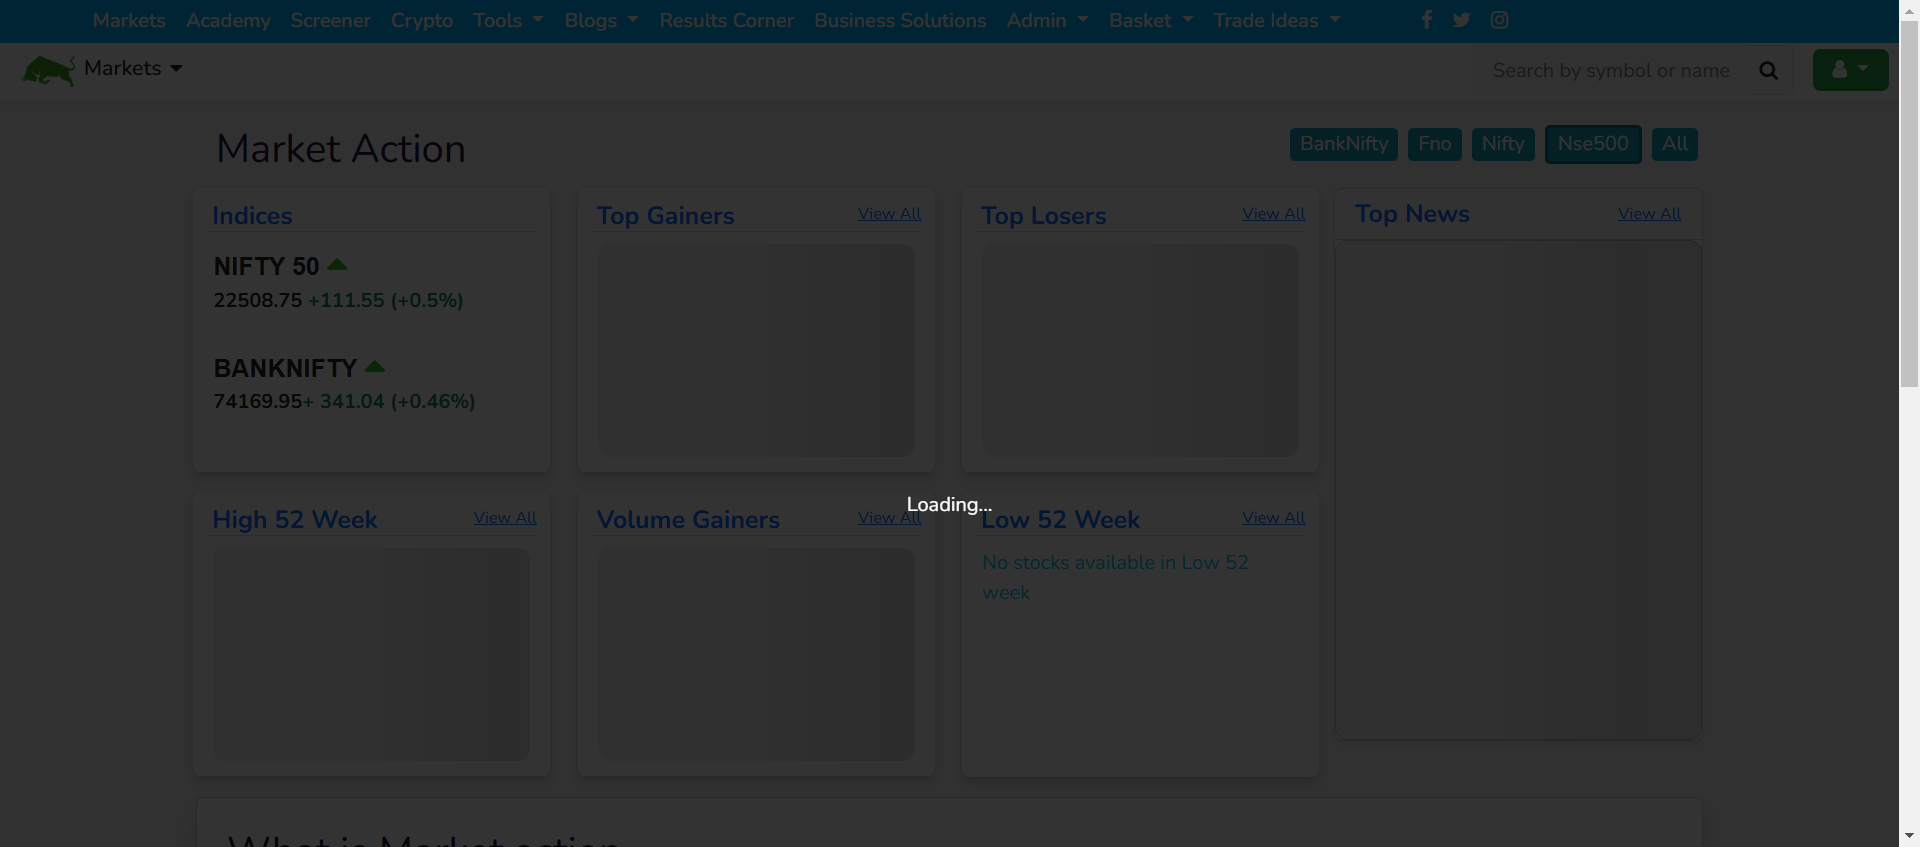 Markets Academy Screener Crypto Tools Blogs Results Corner Business Solutions Admin Basket Trade Ideas
Markets Search by symbol or name
Market Action BankNifty Fno Nifty Nse500 All
Indices
NIFTY 50
22508.75 +111.55 (+0.5%)
BANKNIFTY
74169.95+ 341.04 (+0.46%)
Top Gainers View All
Top Losers View All
Top News View All
High 52 Week View All
Volume Gainers View All
Loading...
Low 52 Week View All
No stocks available in Low 52
week
What is Market action